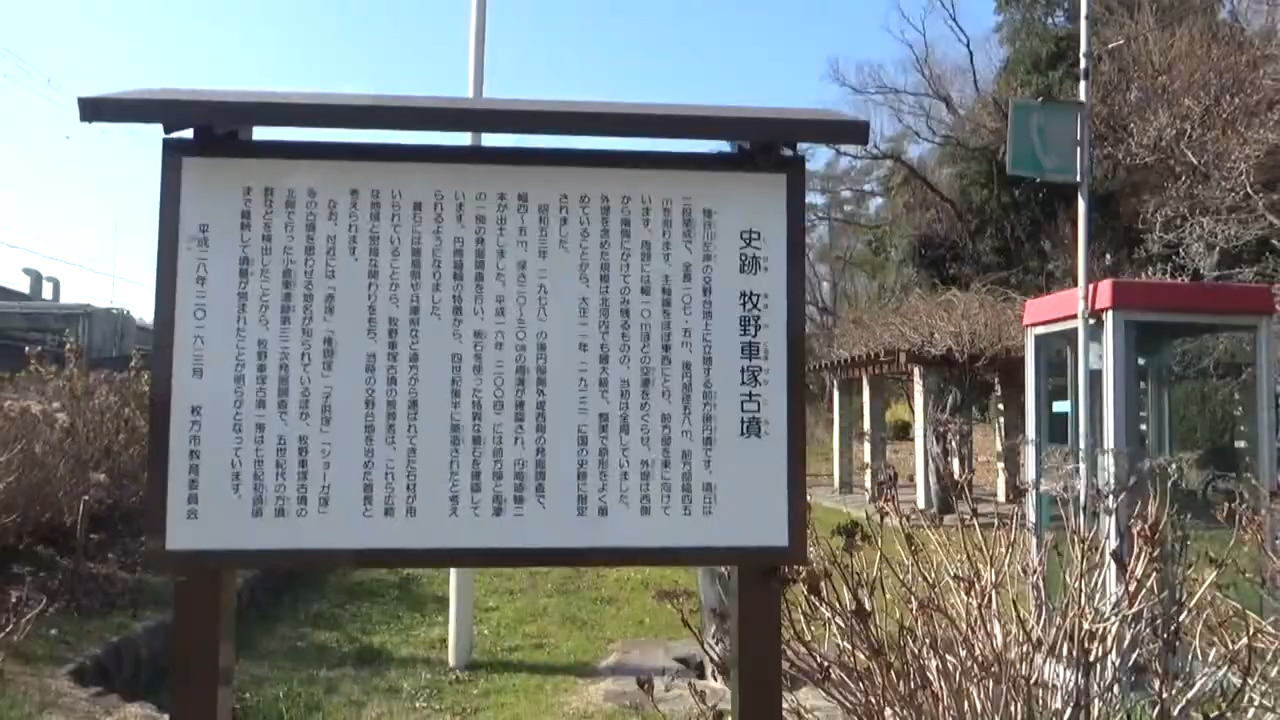 史跡 牧野車塚古墳
穂谷川左岸の交野台地上に立地する前方後円墳です。墳丘は
三段築成で、全長一〇七・五m、後円部径五八m、前方部幅四五
mを測ります。主軸線をほぼ東西にとり、前方部を東に向けて
います。周囲には幅一〇mほどの空濠をめぐらせ、外堤は西側
から南側にかけてのみ残るものの、当初は全周していました。
外堤を含めた規模は北河内でも最大級で、整美で原形をよく留
めていることから、大正一一年(一九二二)に国の史跡に指定
されました。
昭和五三年(一九七八)の後円部側外堤西側の発掘調査で、
幅四~五m、深さ二〇~三〇㎝の周溝が確認され、円筒埴輪三
本が出土しました。平成一六年(二〇〇四)には前方部と周濠
の一部の発掘調査を行い、板石を使った特殊な葺石を確認して
います。円筒埴輪の特徴から、四世紀後半に築造されたと考え
られるようになりました。
葺石には徳島県や兵庫県など遠方から運ばれてきた石材が用
いられていることから、牧野車塚古墳の被葬者は、これら広範
な地域と密接な関わりをもち、当時の交野台地を治めた首長と
考えられます。
なお、付近には「赤塚」「権現塚」「子供塚」「ショーガ塚」
等の古墳を思わせる地名が知られているほか、牧野車塚古墳の
北側で行った小倉東遺跡第三二次発掘調査で、五世紀代の方墳
群などを検出したことから、牧野車塚古墳一帯は七世紀初頭頃
まで継続して墳墓が営まれたことが明らかとなっています。
平成二八年(二〇一六)三月 枚方市教育委員会